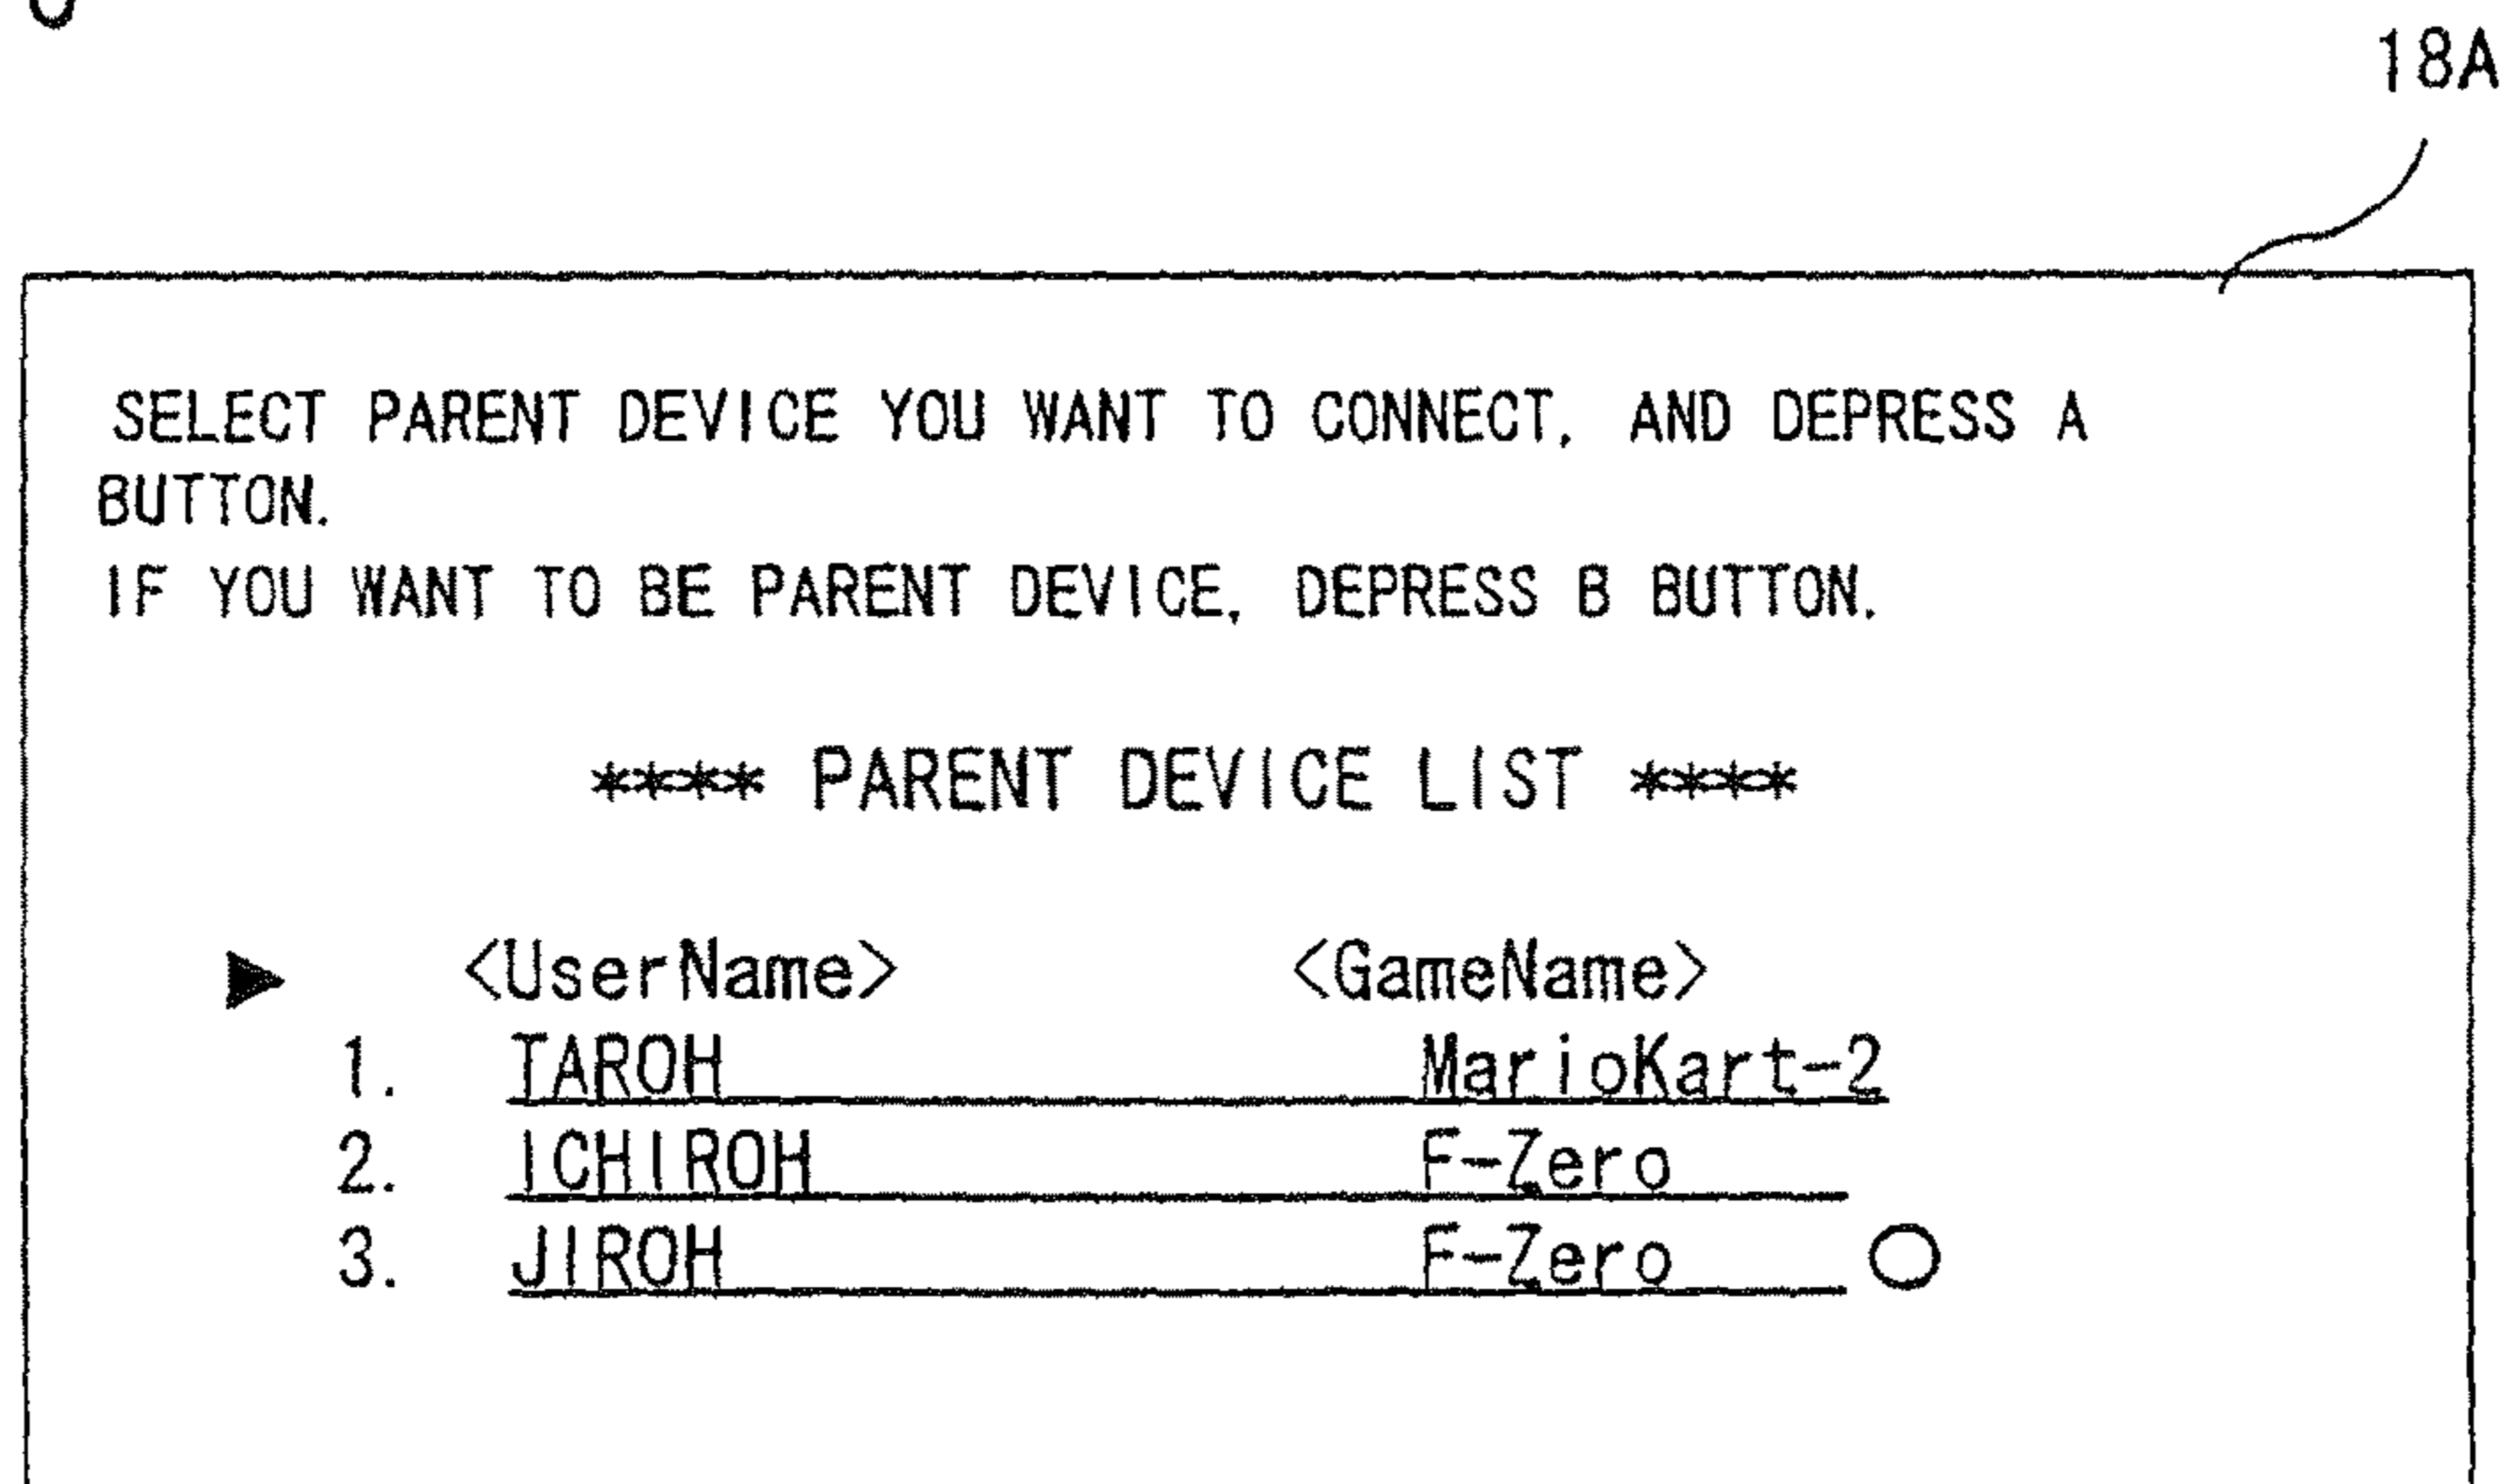 18A
SELECT PARENT DEVICE YOU WANT TO CONNECT, AND DEPRESS A
BUTTON.
IF YOU WANT TO BE PARENT DEVICE, DEPRESS B BUTTON.
**** PARENT DEVICE LIST ****
▶ <UserName> <GameName>
1. TAROH MarioKart-2
2. ICHIROH F-Zero
3. JIROH F-Zero ○